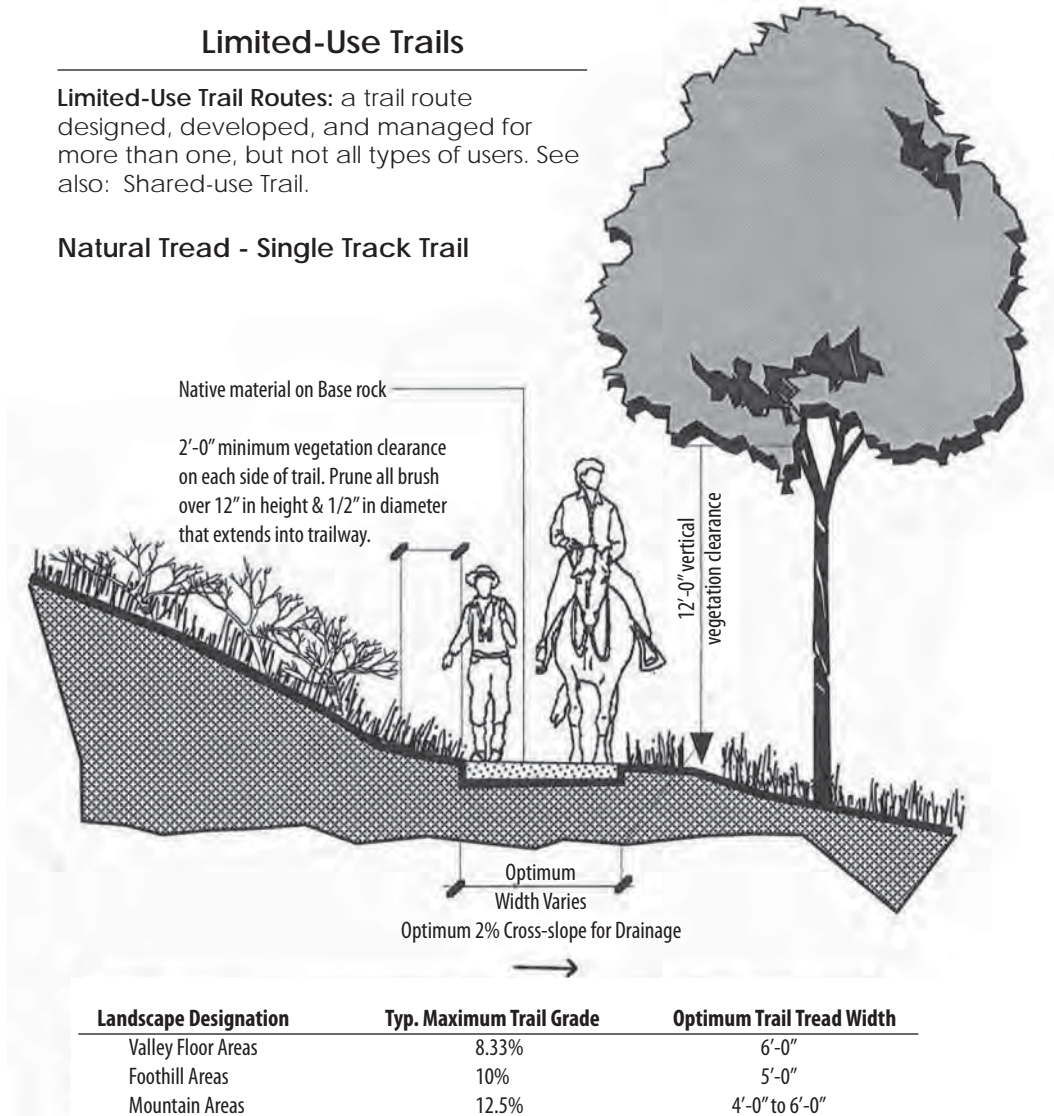 Limited-Use Trails
Limited-Use Trail Routes: a trail route
designed, developed, and managed for
more than one, but not all types of users. See
also: Shared-use Trail.
Natural Tread - Single Track Trail
Native material on Base rock
2'-0" minimum vegetation clearance
on each side of trail. Prune all brush
over 12" in height & 1/2" in diameter
that extends into trailway.
12'-0" vertical
vegetation clearance
Optimum
Width Varies
Optimum 2% Cross-slope for Drainage
Landscape Designation Typ. Maximum Trail Grade Optimum Trail Tread Width
Valley Floor Areas 8.33% 6'-0"
Foothill Areas 10% 5'-0"
Mountain Areas 12.5% 4'-0" to 6'-0"